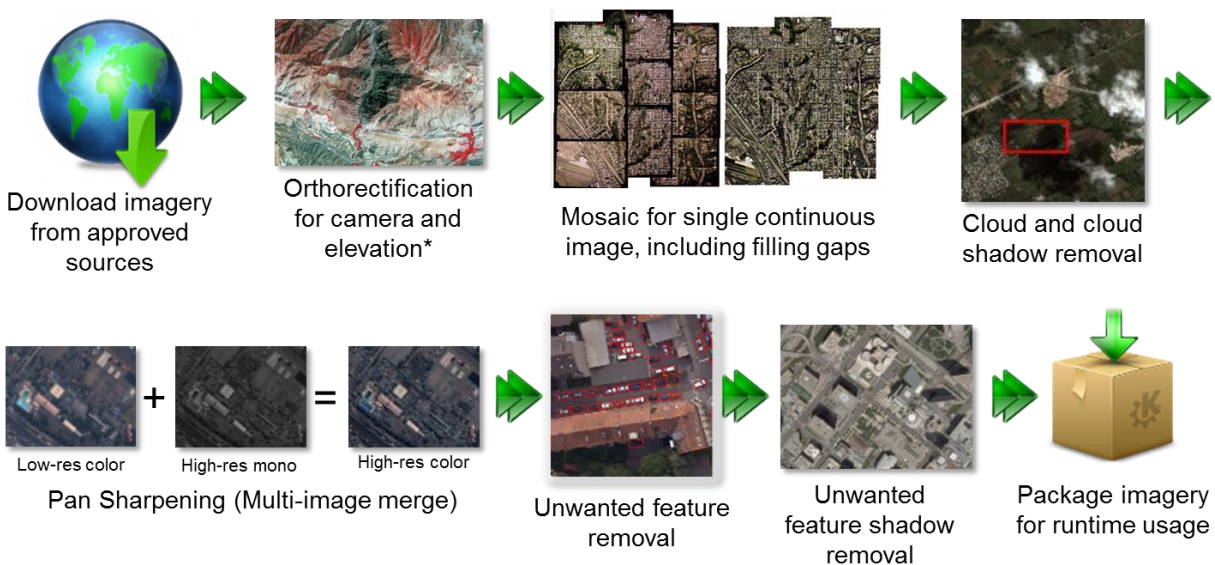 Download imagery
from approved
sources
Orthorectification
for camera and
elevation*
Mosaic for single continuous
image, including filling gaps
Cloud and cloud
shadow removal
+
=
Low-res color
High-res mono
High-res color
Pan Sharpening (Multi-image merge)
Unwanted feature
removal
Unwanted
feature shadow
removal
K
Package imagery
for runtime usage